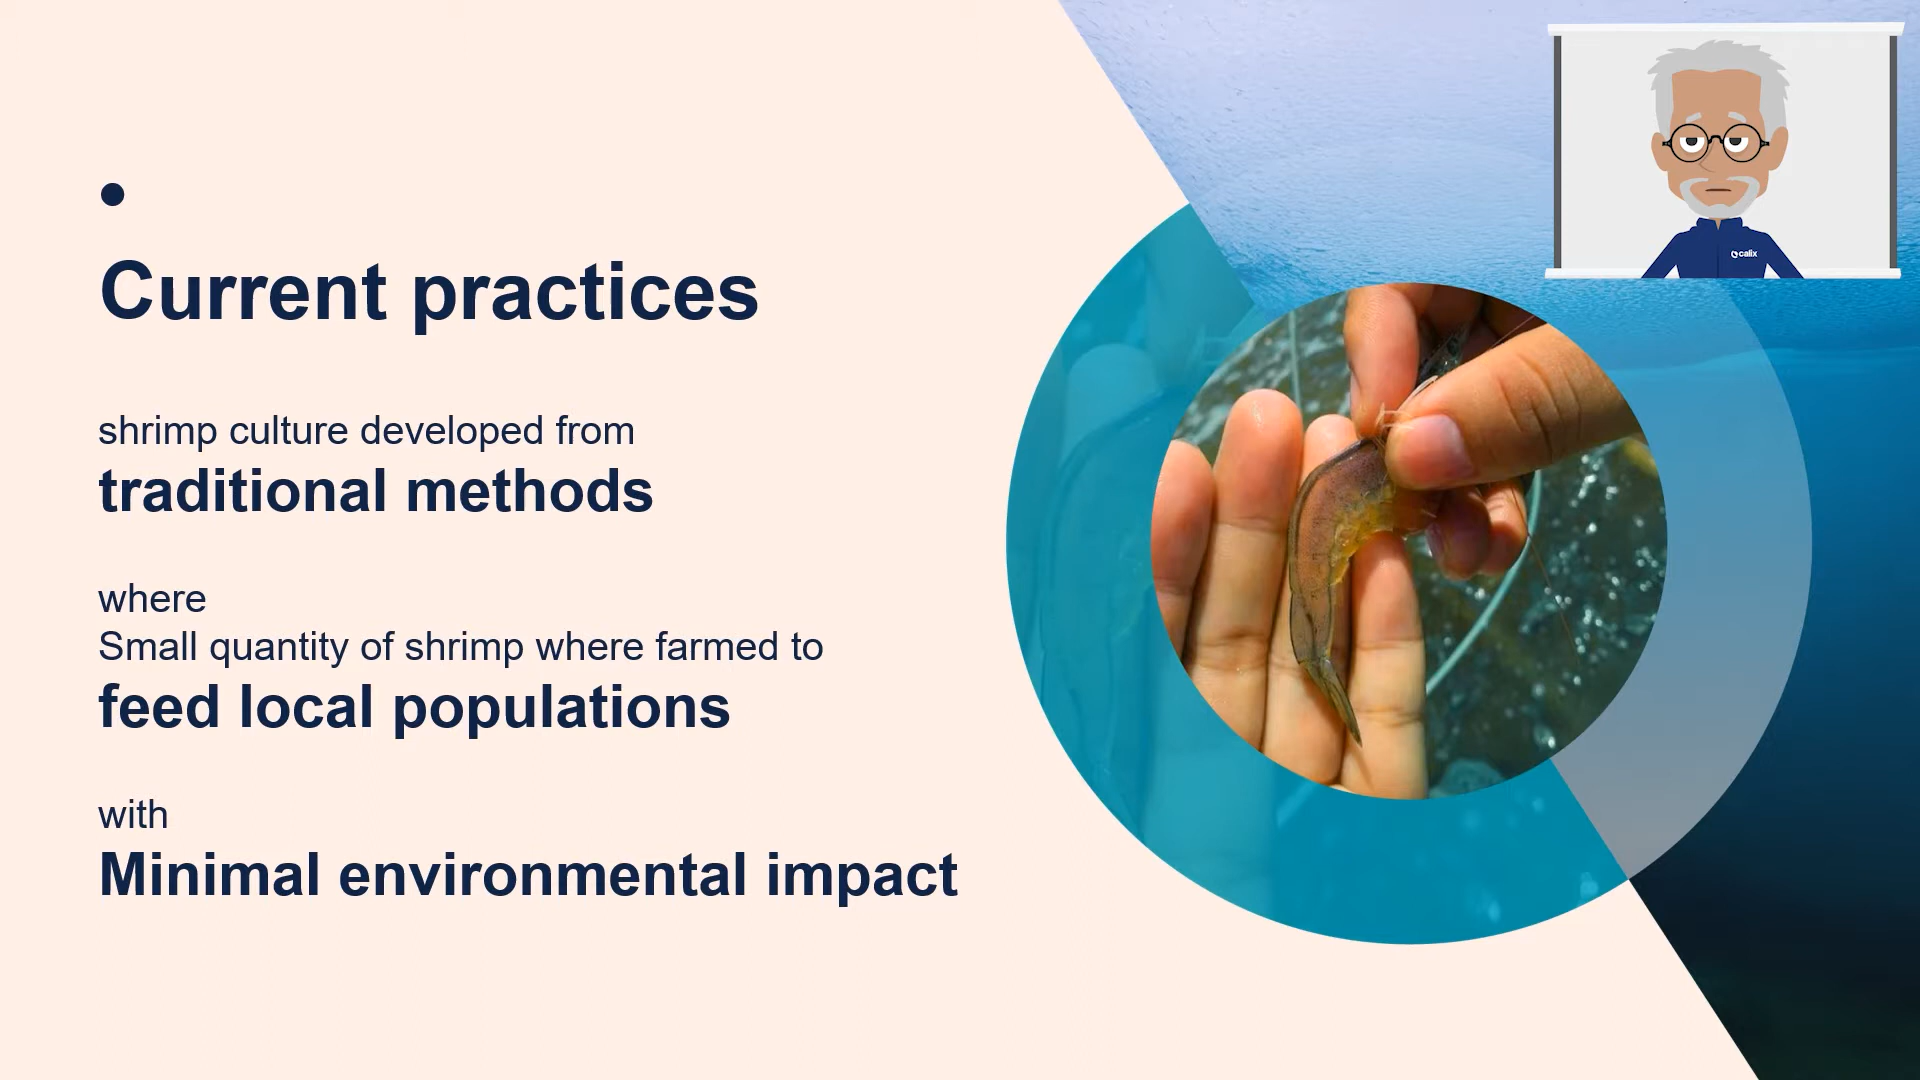 Current practices
shrimp culture developed from
traditional methods
where
Small quantity of shrimp where farmed to
feed local populations
with
Minimal environmental impact
calix